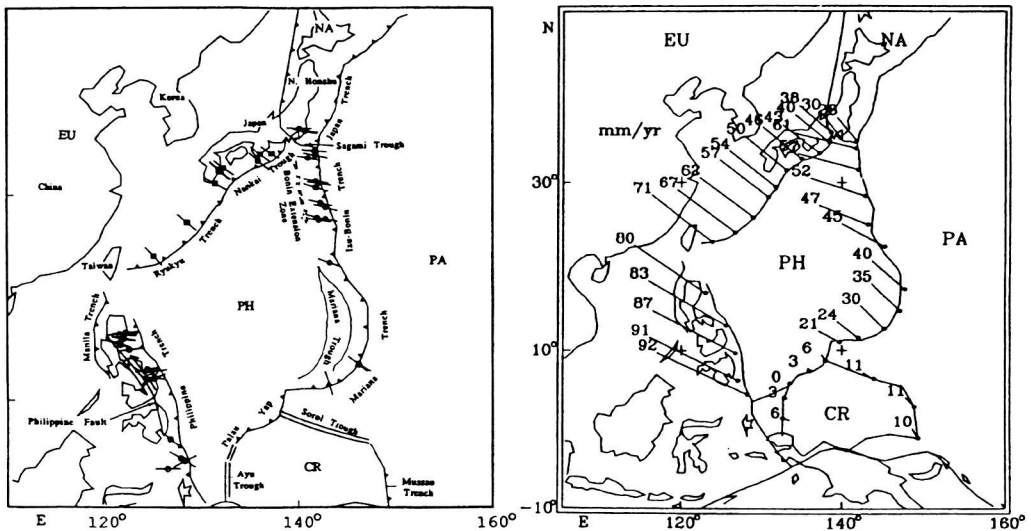 NA
N. Honshu
Korea
Japan
Japan
Trench
EU
Sagami Trough
Nankai
Trough
China
Bonin Extension
Zone
Trench
Izu-Bonin
Ryukyu
Trench
Taiwan
PA
PH
Mariana
Trough
Trench
Mariana
Manila Trench
Trench
Philippine
Philippine Fault
Yap
Palau
Sorol Trough
CR
Ayu
Trough
Mussau
Trench
E
120°
140°
160°
N
EU
NA
mm/yr
38
30
40
43
46
61
50
54
57
52
62
67
71
30°
47
45
80
PH
PA
40
83
35
87
30
24
21
91
92
10°
6
3
11
0
3
11
6
CR
10
-10°
E
120°
140°
160°